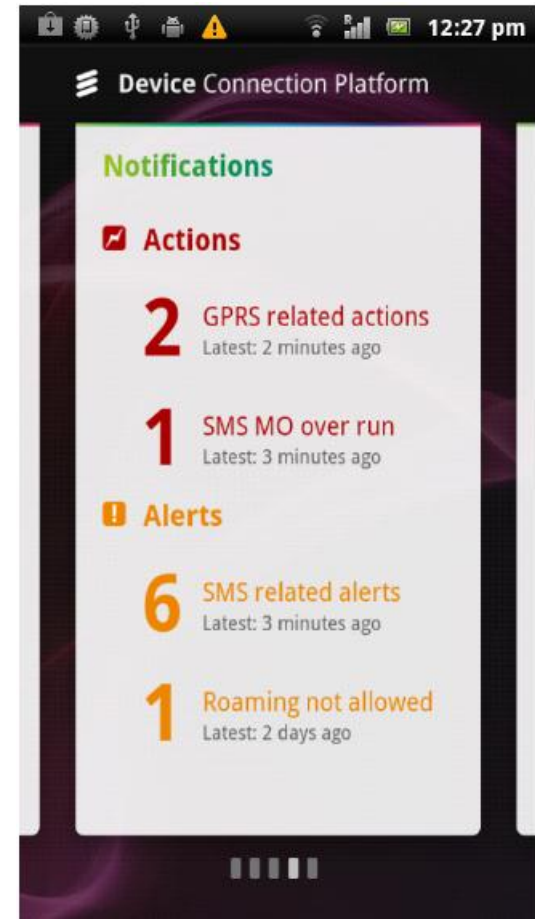 R
12:27 pm
Device Connection Platform
Notifications
Actions
2
GPRS related actions
Latest: 2 minutes ago
1
SMS MO over run
Latest: 3 minutes ago
Alerts
6
SMS related alerts
Latest: 3 minutes ago
1
Roaming not allowed
Latest: 2 days ago